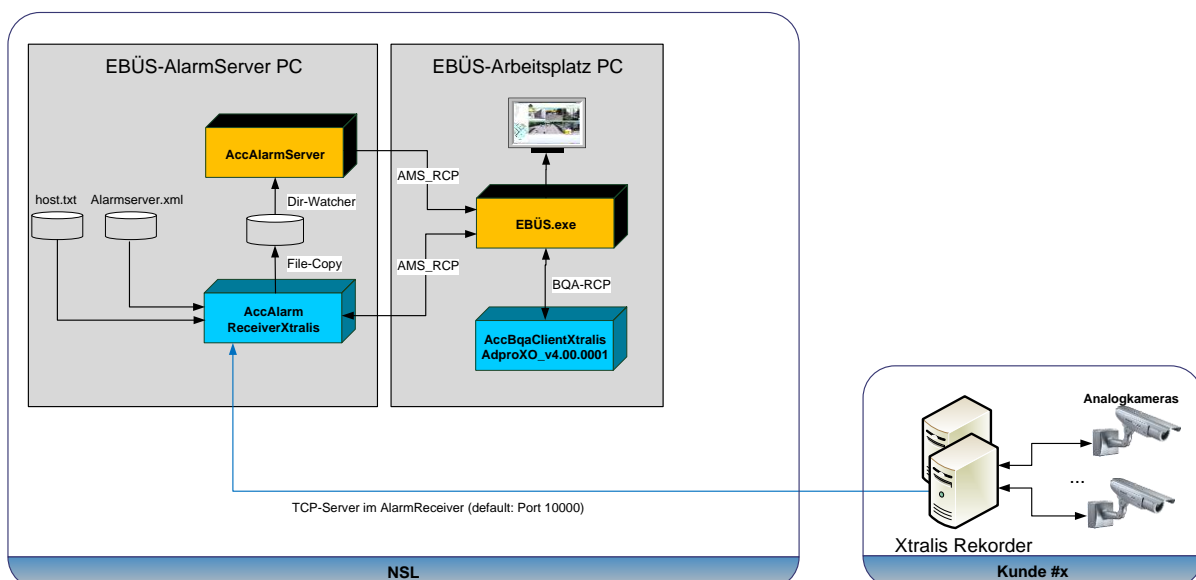 EBÜS-AlarmServer PC
EBÜS-Arbeitsplatz PC
AccAlarmServer
AMS_RCP
host.txt
Alarmserver.xml
Dir-Watcher
EBÜS.exe
File-Copy
AMS_RCP
BQA-RCP
AccAlarm
ReceiverXtralis
AccBqaClientXtralis
AdproXO_v4.00.0001
Analogkameras
...
TCP-Server im AlarmReceiver (default: Port 10000)
Xtralis Rekorder
NSL
Kunde #x